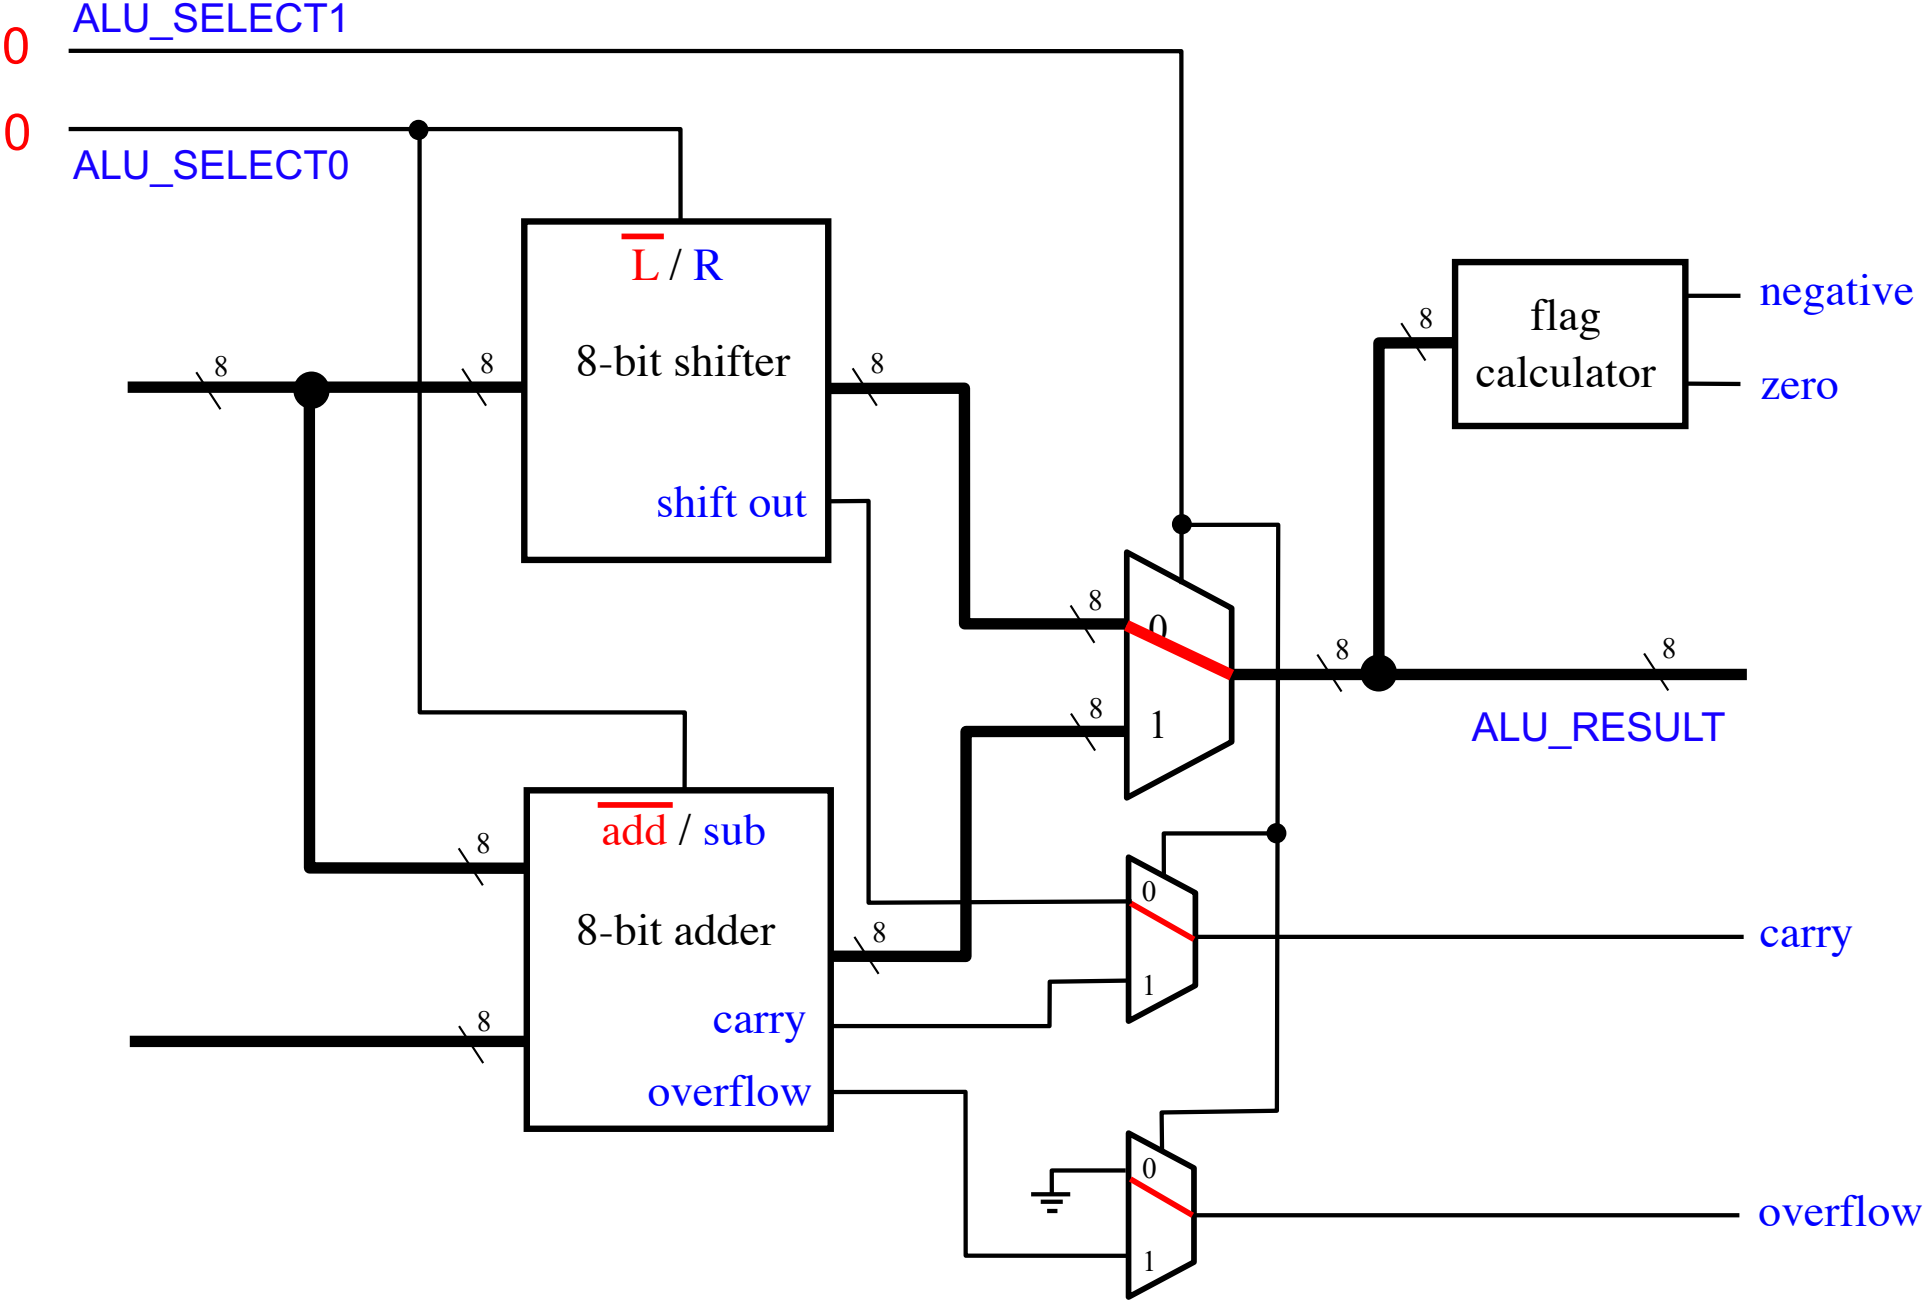 ALU_SELECT1
0
0
ALU_SELECT0
L / R
8-bit shifter
shift out
8
8
8
flag
calculator
8
negative
zero
8
0
8
1
8
8
ALU_RESULT
add / sub
8-bit adder
carry
overflow
8
8
8
0
1
carry
0
1
overflow